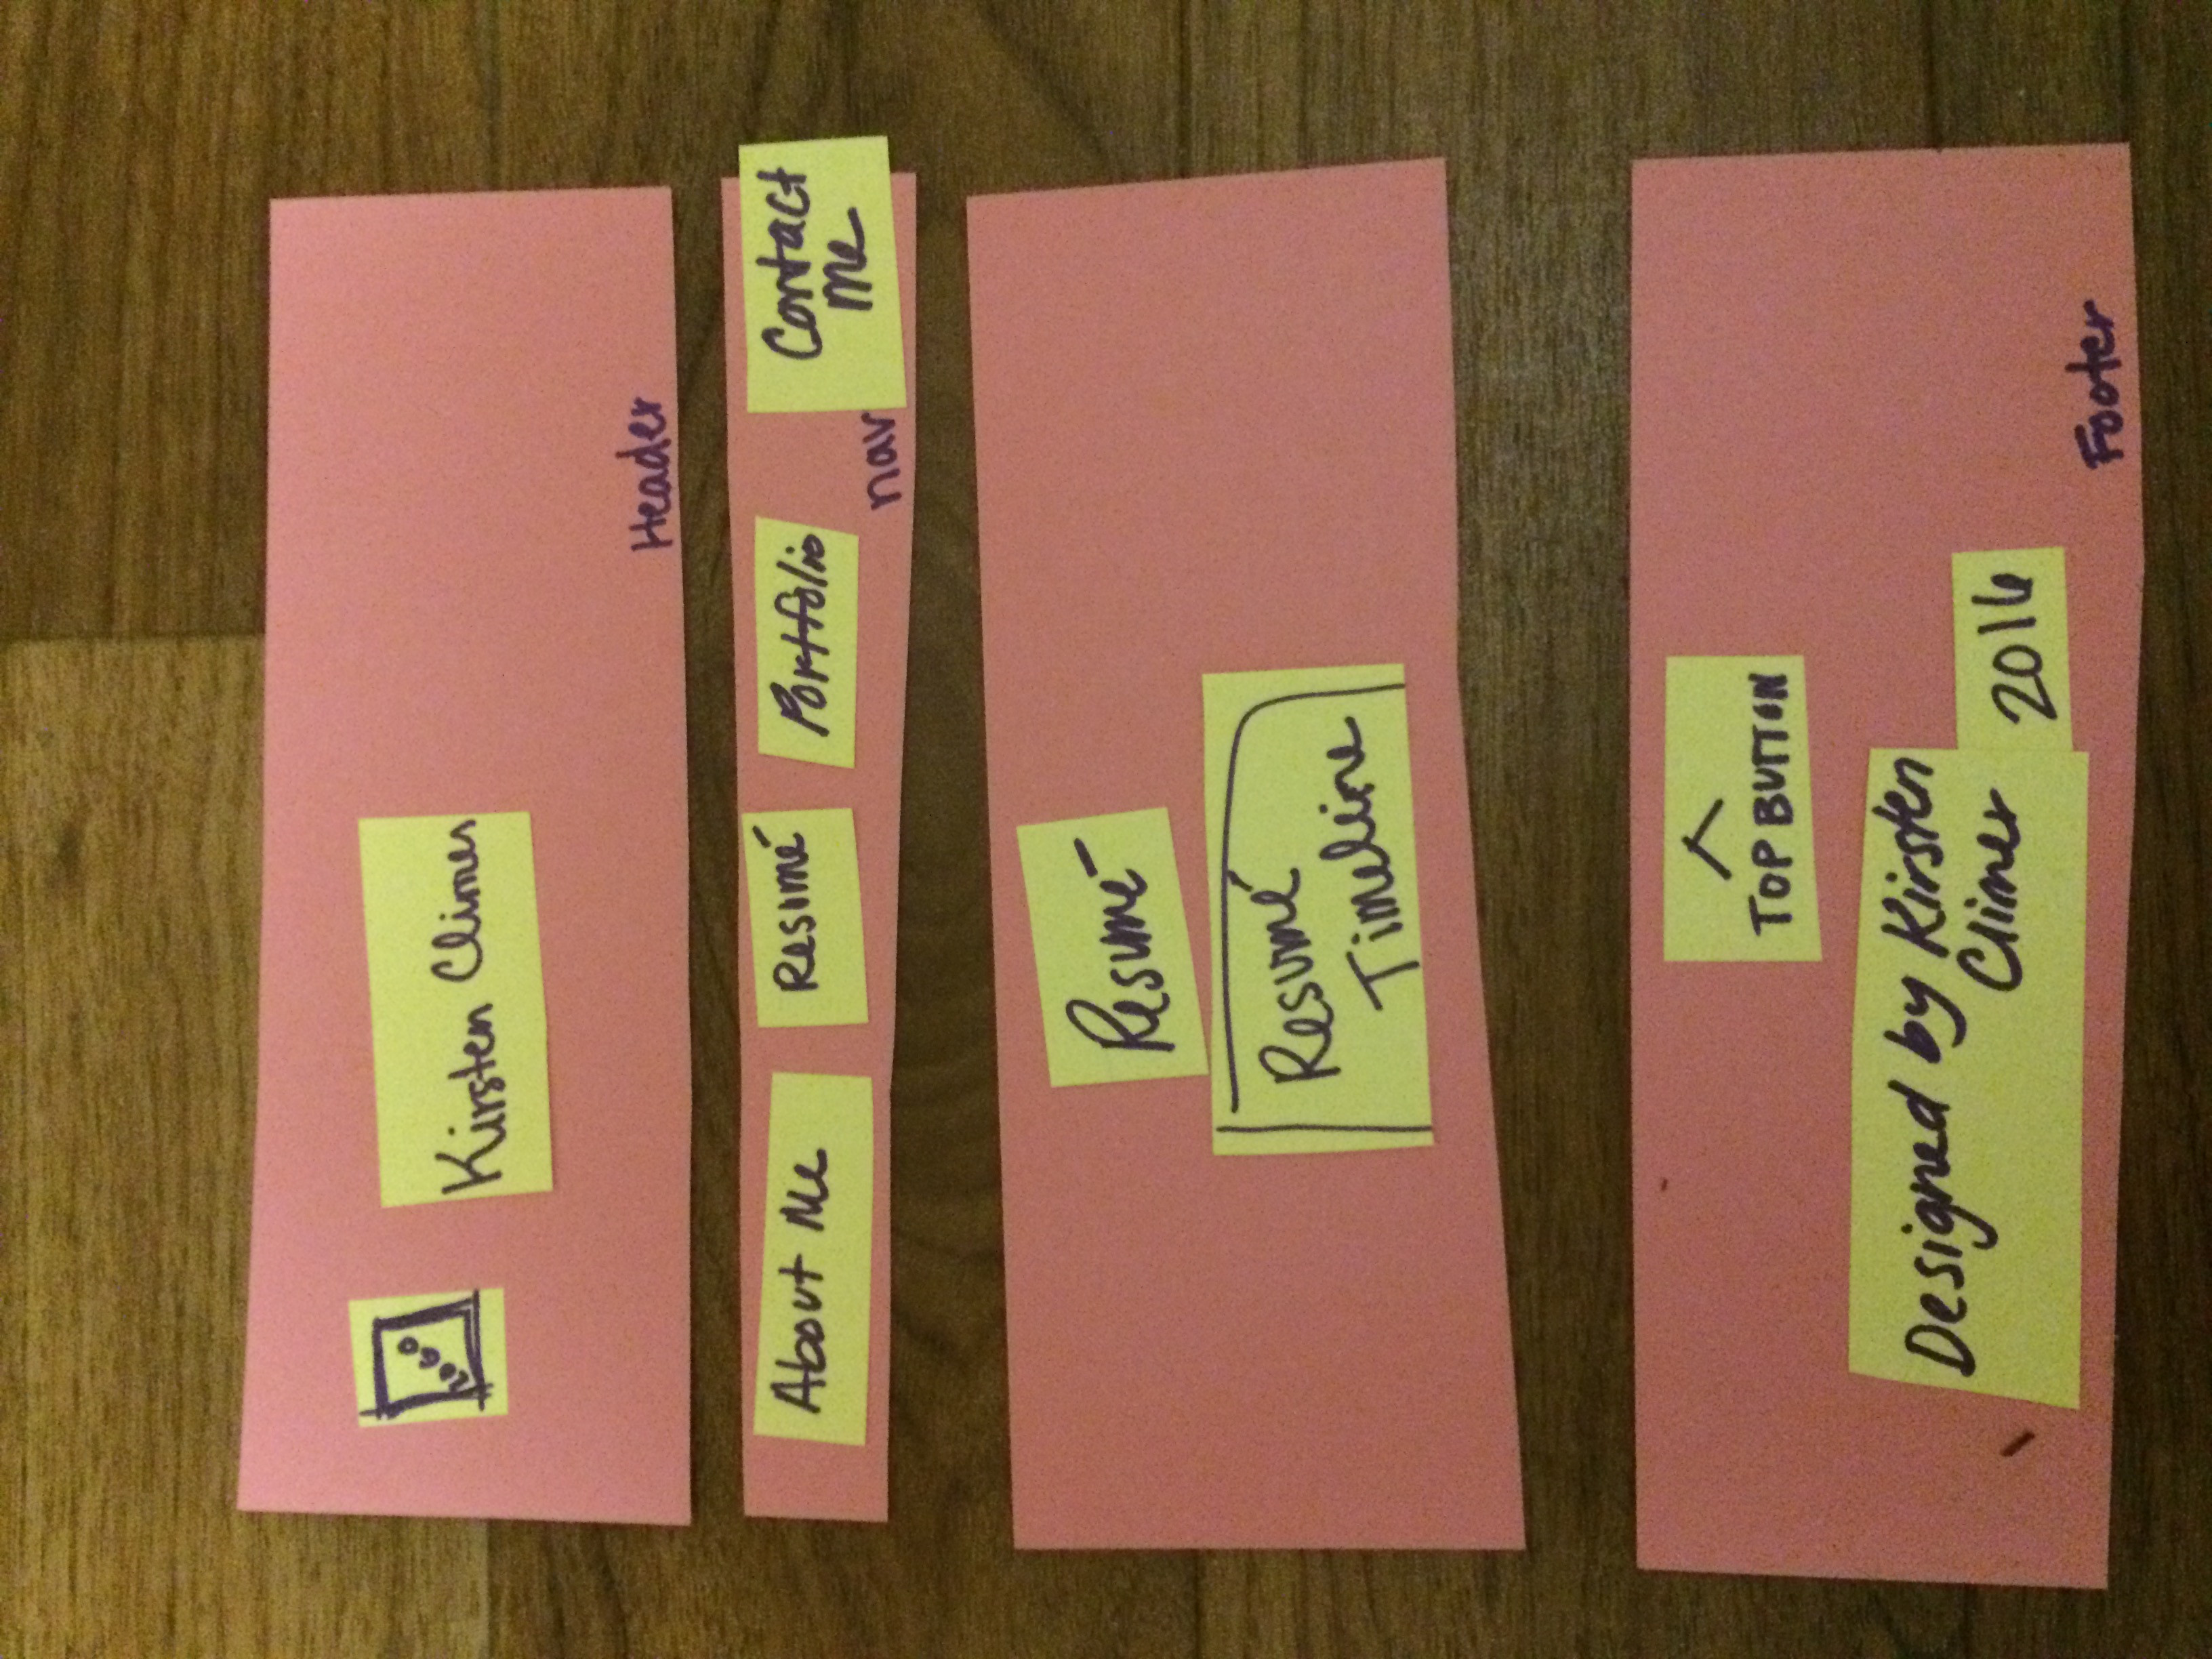 LOGO
Kirsten Climer
Header
About Me
Resumé
Portfolio
nav
Contact
Me
Resumé
Resumé
Timeline
TOP BUTTON
Designed by Kirsten
Climer
2016
Footer